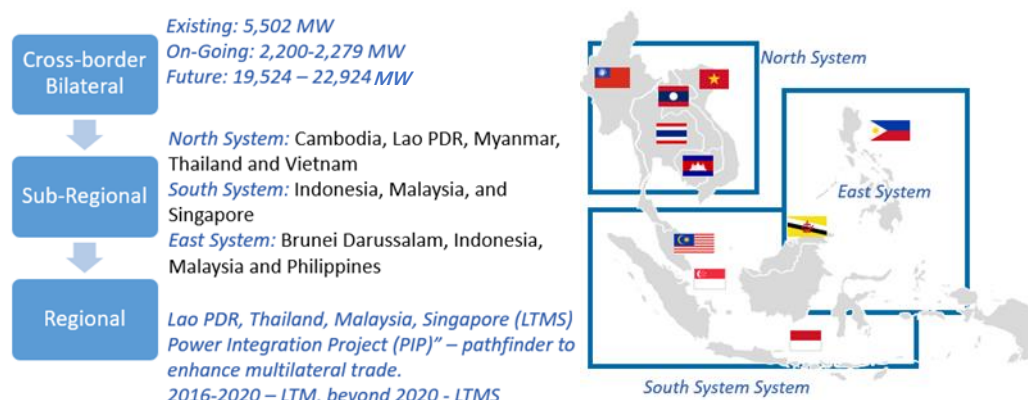 Cross-border
Bilateral
Existing: 5,502 MW
On-Going: 2,200-2,279 MW
Future: 19,524 – 22,924 MW
Sub-Regional
North System: Cambodia, Lao PDR, Myanmar,
Thailand and Vietnam
South System: Indonesia, Malaysia, and
Singapore
East System: Brunei Darussalam, Indonesia,
Malaysia and Philippines
Regional
Lao PDR, Thailand, Malaysia, Singapore (LTMS)
Power Integration Project (PIP)” – pathfinder to
enhance multilateral trade.
2016-2020 – LTM, beyond 2020 - LTMS
North System
East System
South System System